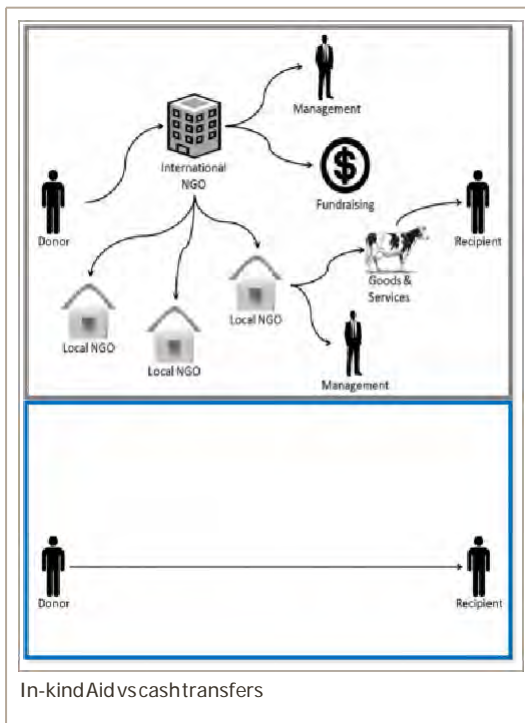 Management
International
NGO
Fundraising
Donor
Recipient
Goods &
Services
Local NGO
Local NGO
Local NGO
Management
Donor
Recipient
In-kind Aid vs cash transfers